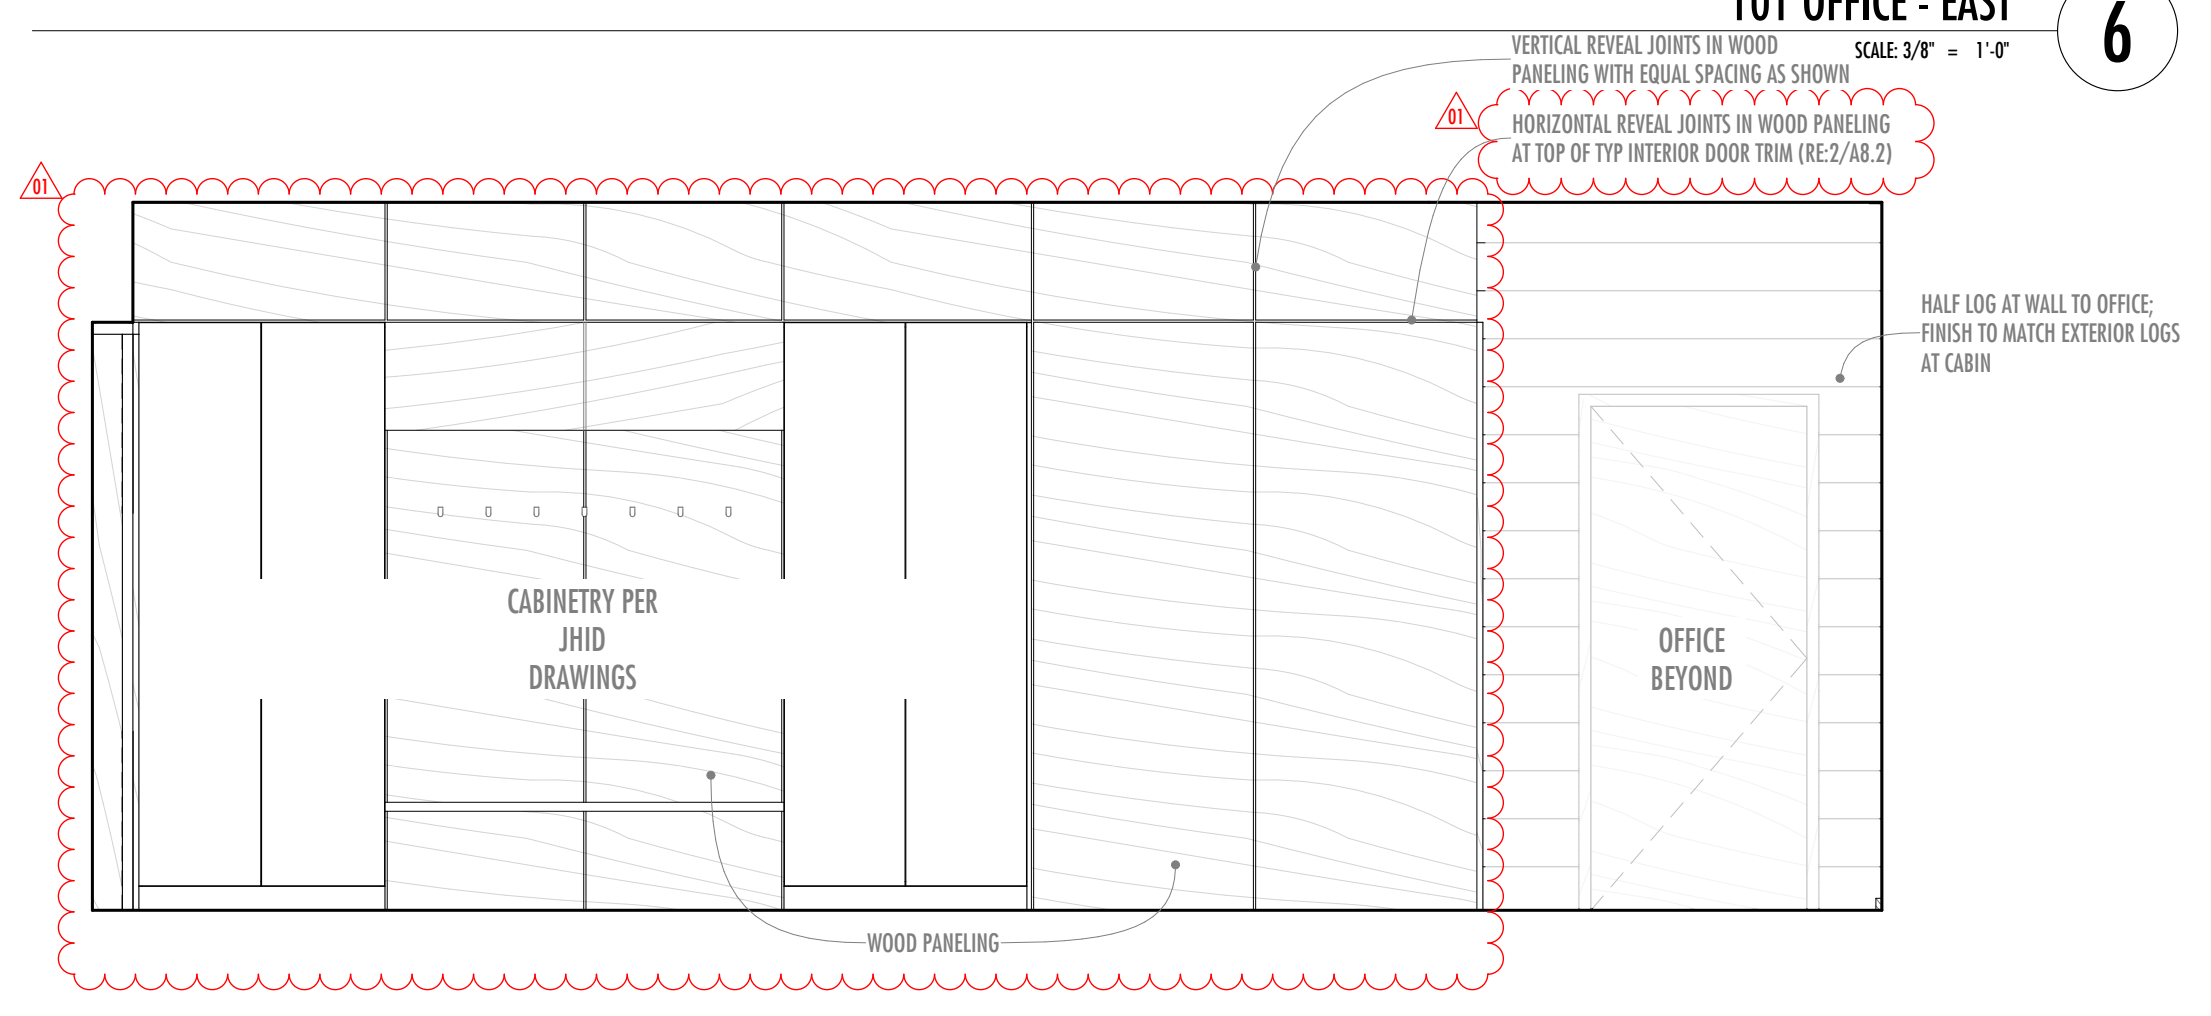 101 OFFICE - EAST
6
SCALE: 3/8" = 1'-0"
VERTICAL REVEAL JOINTS IN WOOD
PANELING WITH EQUAL SPACING AS SHOWN
01
HORIZONTAL REVEAL JOINTS IN WOOD PANELING
AT TOP OF TYP INTERIOR DOOR TRIM (RE:2/A8.2)
01
HALF LOG AT WALL TO OFFICE;
FINISH TO MATCH EXTERIOR LOGS
AT CABIN
CABINETRY PER
JHID
DRAWINGS
OFFICE
BEYOND
WOOD PANELING